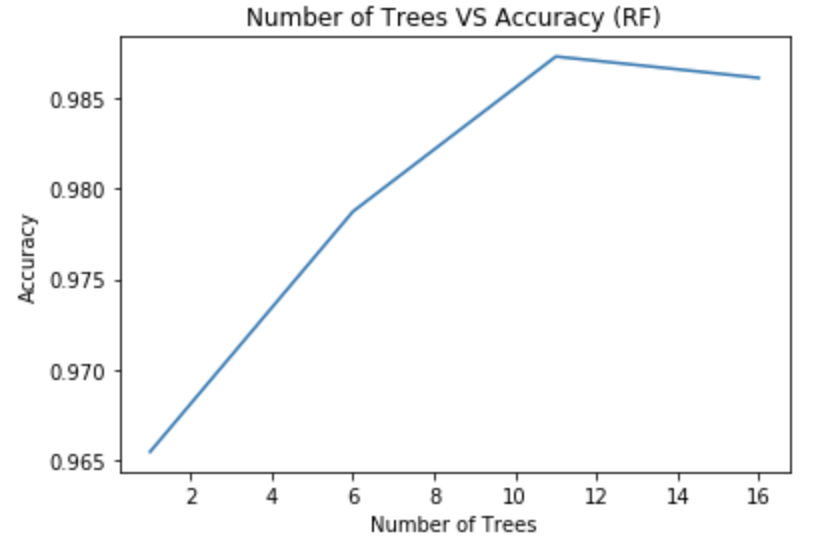 Number of Trees VS Accuracy (RF)
0.985
0.980
0.975
0.970
0.965
Accuracy
2 4 6 8 10 12 14 16
Number of Trees